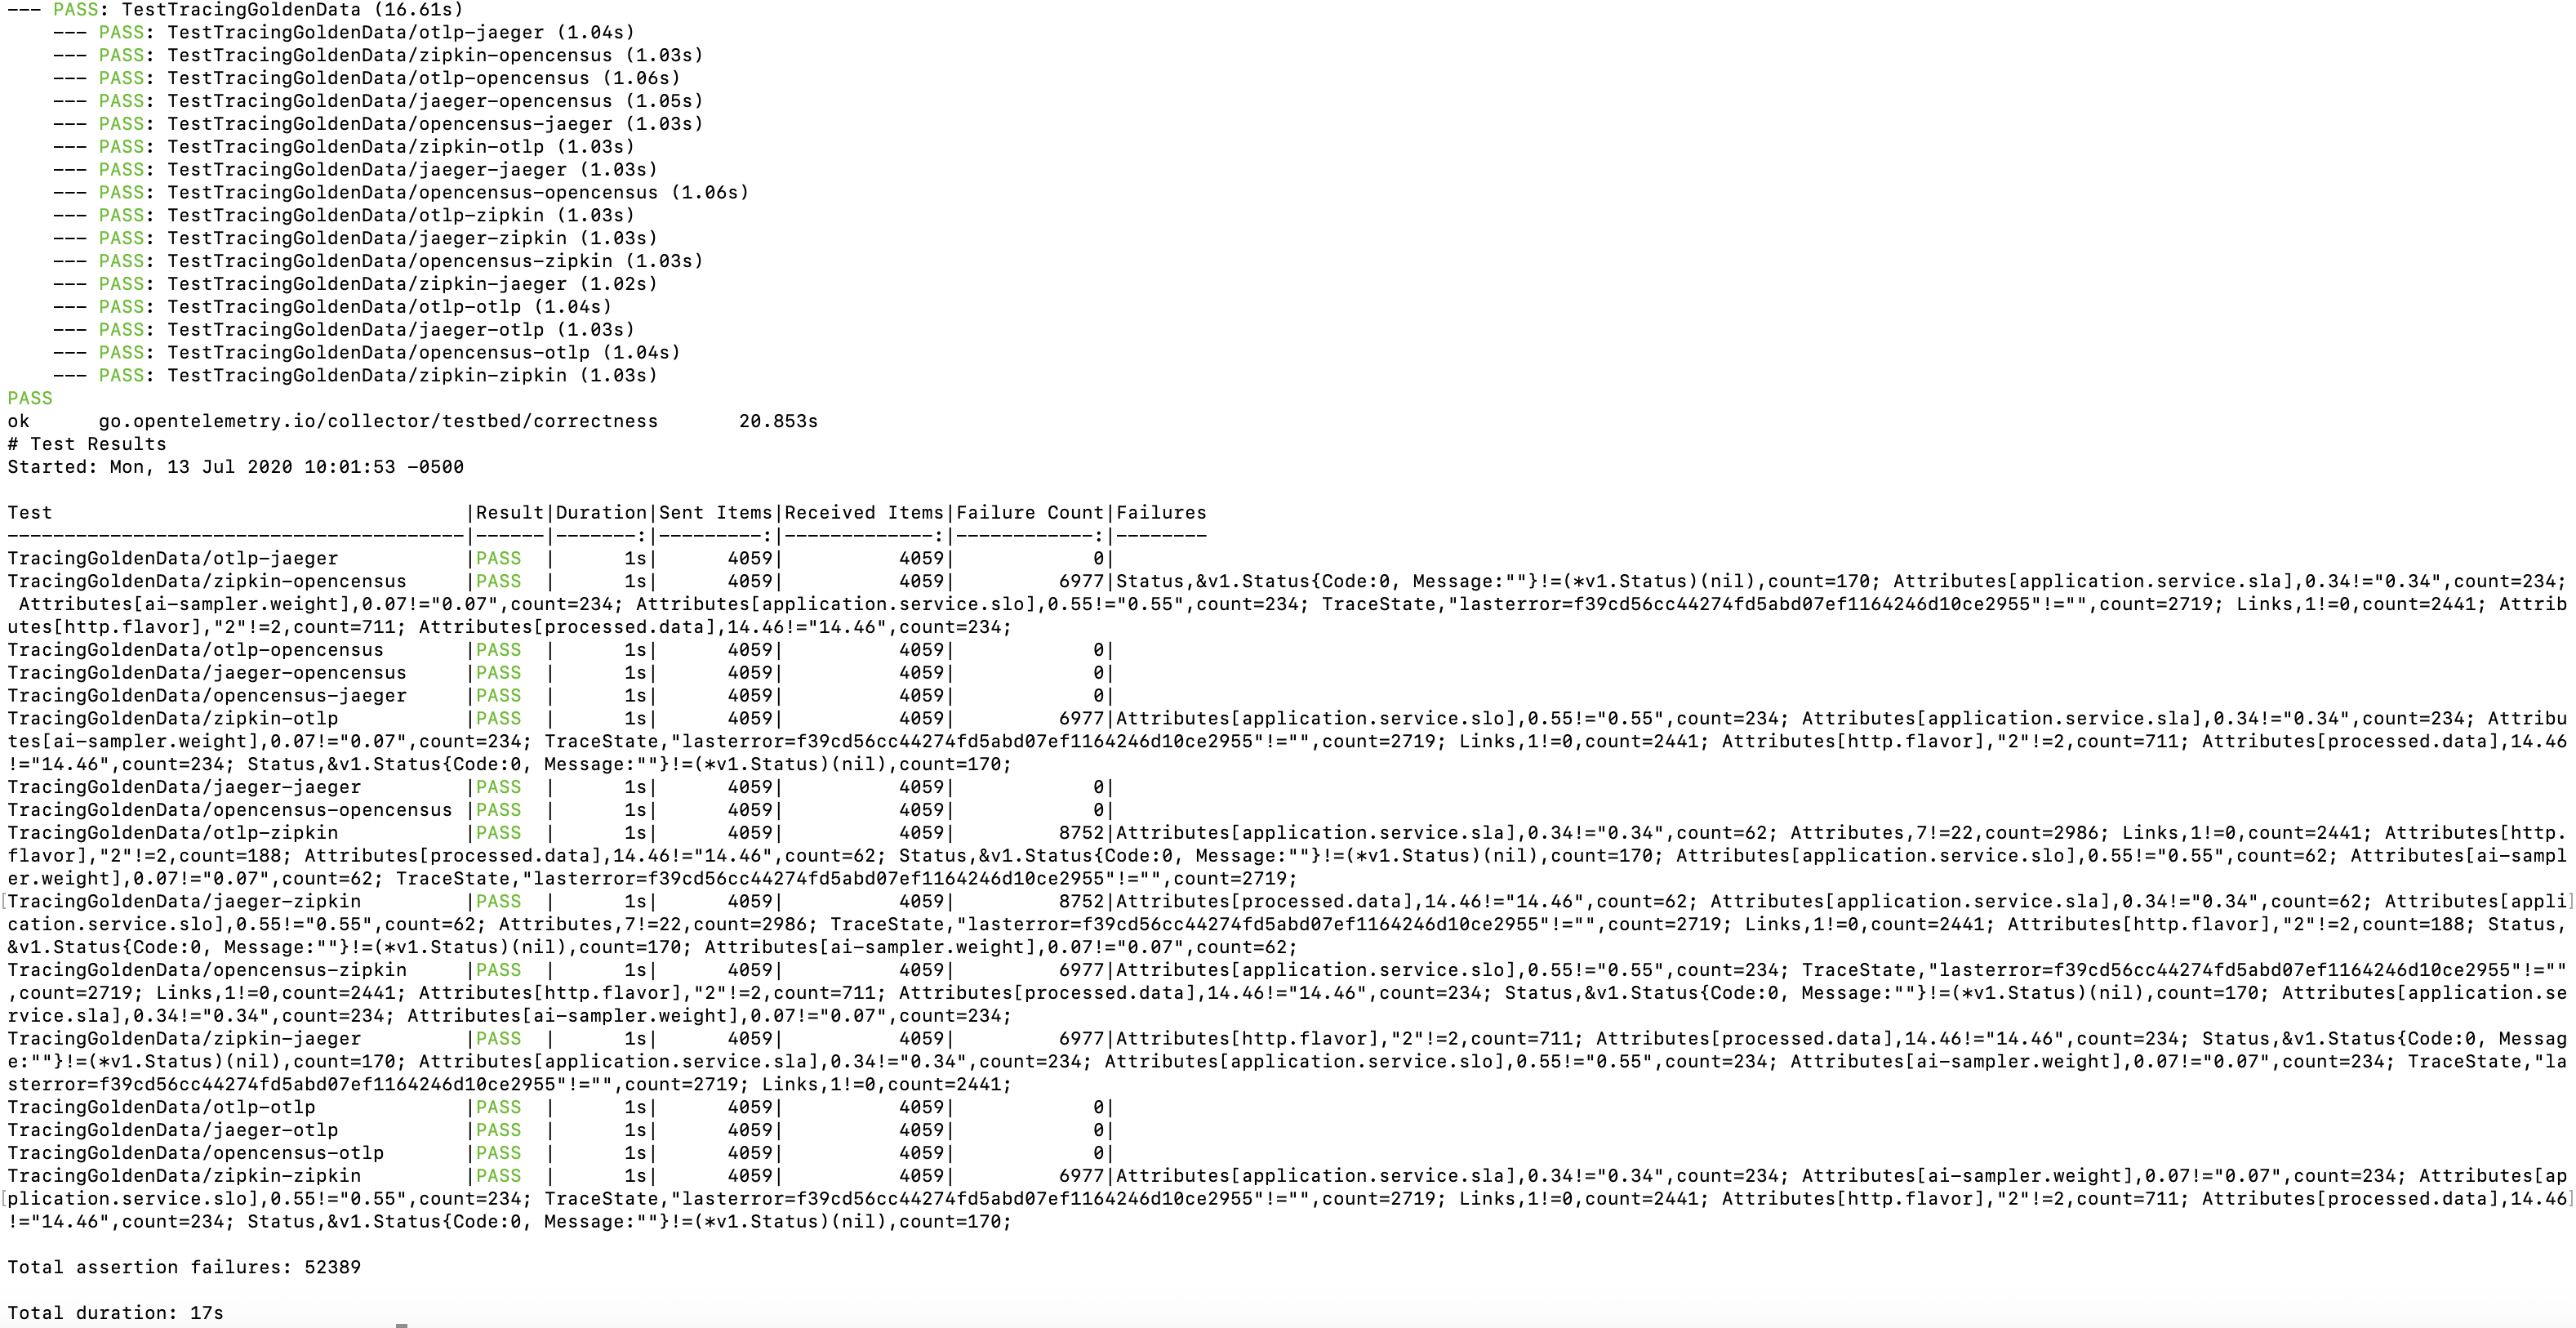 --- PASS: TestTracingGoldenData (16.61s)
    --- PASS: TestTracingGoldenData/otlp-jaeger (1.04s)
    --- PASS: TestTracingGoldenData/zipkin-opencensus (1.03s)
    --- PASS: TestTracingGoldenData/otlp-opencensus (1.06s)
    --- PASS: TestTracingGoldenData/jaeger-opencensus (1.05s)
    --- PASS: TestTracingGoldenData/opencensus-jaeger (1.03s)
    --- PASS: TestTracingGoldenData/zipkin-otlp (1.03s)
    --- PASS: TestTracingGoldenData/jaeger-jaeger (1.03s)
    --- PASS: TestTracingGoldenData/opencensus-opencensus (1.06s)
    --- PASS: TestTracingGoldenData/otlp-zipkin (1.03s)
    --- PASS: TestTracingGoldenData/jaeger-zipkin (1.03s)
    --- PASS: TestTracingGoldenData/opencensus-zipkin (1.03s)
    --- PASS: TestTracingGoldenData/zipkin-jaeger (1.02s)
    --- PASS: TestTracingGoldenData/otlp-otlp (1.04s)
    --- PASS: TestTracingGoldenData/jaeger-otlp (1.03s)
    --- PASS: TestTracingGoldenData/opencensus-otlp (1.04s)
    --- PASS: TestTracingGoldenData/zipkin-zipkin (1.03s)
PASS
ok      go.opentelemetry.io/collector/testbed/correctness       20.853s
# Test Results
Started: Mon, 13 Jul 2020 10:01:53 -0500

Test                                    |Result|Duration|Sent Items|Received Items|Failure Count|Failures
----------------------------------------|------|-------:|---------:|-------------:|------------:|--------
TracingGoldenData/otlp-jaeger           |PASS  |      1s|      4059|          4059|            0|
TracingGoldenData/zipkin-opencensus     |PASS  |      1s|      4059|          4059|         6977|Status,&v1.Status{Code:0, Message:""}!=(*v1.Status)(nil),count=170; Attributes[application.service.sla],0.34!="0.34",count=234;
 Attributes[ai-sampler.weight],0.07!="0.07",count=234; Attributes[application.service.slo],0.55!="0.55",count=234; TraceState,"lasterror=f39cd56cc44274fd5abd07ef1164246d10ce2955"!="",count=2719; Links,1!=0,count=2441; Attrib
utes[http.flavor],"2"!=2,count=711; Attributes[processed.data],14.46!="14.46",count=234;
TracingGoldenData/otlp-opencensus       |PASS  |      1s|      4059|          4059|            0|
TracingGoldenData/jaeger-opencensus     |PASS  |      1s|      4059|          4059|            0|
TracingGoldenData/opencensus-jaeger     |PASS  |      1s|      4059|          4059|            0|
TracingGoldenData/zipkin-otlp           |PASS  |      1s|      4059|          4059|         6977|Attributes[application.service.slo],0.55!="0.55",count=234; Attributes[application.service.sla],0.34!="0.34",count=234; Attribu
tes[ai-sampler.weight],0.07!="0.07",count=234; TraceState,"lasterror=f39cd56cc44274fd5abd07ef1164246d10ce2955"!="",count=2719; Links,1!=0,count=2441; Attributes[http.flavor],"2"!=2,count=711; Attributes[processed.data],14.46
!="14.46",count=234; Status,&v1.Status{Code:0, Message:""}!=(*v1.Status)(nil),count=170;
TracingGoldenData/jaeger-jaeger         |PASS  |      1s|      4059|          4059|            0|
TracingGoldenData/opencensus-opencensus |PASS  |      1s|      4059|          4059|            0|
TracingGoldenData/otlp-zipkin           |PASS  |      1s|      4059|          4059|         8752|Attributes[application.service.sla],0.34!="0.34",count=62; Attributes,7!=22,count=2986; Links,1!=0,count=2441; Attributes[http.
flavor],"2"!=2,count=188; Attributes[processed.data],14.46!="14.46",count=62; Status,&v1.Status{Code:0, Message:""}!=(*v1.Status)(nil),count=170; Attributes[application.service.slo],0.55!="0.55",count=62; Attributes[ai-sampl
er.weight],0.07!="0.07",count=62; TraceState,"lasterror=f39cd56cc44274fd5abd07ef1164246d10ce2955"!="",count=2719;
[TracingGoldenData/jaeger-zipkin         |PASS  |      1s|      4059|          4059|         8752|Attributes[processed.data],14.46!="14.46",count=62; Attributes[application.service.sla],0.34!="0.34",count=62; Attributes[appli]
cation.service.slo],0.55!="0.55",count=62; Attributes,7!=22,count=2986; TraceState,"lasterror=f39cd56cc44274fd5abd07ef1164246d10ce2955"!="",count=2719; Links,1!=0,count=2441; Attributes[http.flavor],"2"!=2,count=188; Status,
&v1.Status{Code:0, Message:""}!=(*v1.Status)(nil),count=170; Attributes[ai-sampler.weight],0.07!="0.07",count=62;
TracingGoldenData/opencensus-zipkin     |PASS  |      1s|      4059|          4059|         6977|Attributes[application.service.slo],0.55!="0.55",count=234; TraceState,"lasterror=f39cd56cc44274fd5abd07ef1164246d10ce2955"!=""
,count=2719; Links,1!=0,count=2441; Attributes[http.flavor],"2"!=2,count=711; Attributes[processed.data],14.46!="14.46",count=234; Status,&v1.Status{Code:0, Message:""}!=(*v1.Status)(nil),count=170; Attributes[application.se
rvice.sla],0.34!="0.34",count=234; Attributes[ai-sampler.weight],0.07!="0.07",count=234;
TracingGoldenData/zipkin-jaeger         |PASS  |      1s|      4059|          4059|         6977|Attributes[http.flavor],"2"!=2,count=711; Attributes[processed.data],14.46!="14.46",count=234; Status,&v1.Status{Code:0, Messag
e:""}!=(*v1.Status)(nil),count=170; Attributes[application.service.sla],0.34!="0.34",count=234; Attributes[application.service.slo],0.55!="0.55",count=234; Attributes[ai-sampler.weight],0.07!="0.07",count=234; TraceState,"la
sterror=f39cd56cc44274fd5abd07ef1164246d10ce2955"!="",count=2719; Links,1!=0,count=2441;
TracingGoldenData/otlp-otlp             |PASS  |      1s|      4059|          4059|            0|
TracingGoldenData/jaeger-otlp           |PASS  |      1s|      4059|          4059|            0|
TracingGoldenData/opencensus-otlp       |PASS  |      1s|      4059|          4059|            0|
TracingGoldenData/zipkin-zipkin         |PASS  |      1s|      4059|          4059|         6977|Attributes[application.service.sla],0.34!="0.34",count=234; Attributes[ai-sampler.weight],0.07!="0.07",count=234; Attributes[ap
[plication.service.slo],0.55!="0.55",count=234; TraceState,"lasterror=f39cd56cc44274fd5abd07ef1164246d10ce2955"!="",count=2719; Links,1!=0,count=2441; Attributes[http.flavor],"2"!=2,count=711; Attributes[processed.data],14.46]
!="14.46",count=234; Status,&v1.Status{Code:0, Message:""}!=(*v1.Status)(nil),count=170;

Total assertion failures: 52389

Total duration: 17s